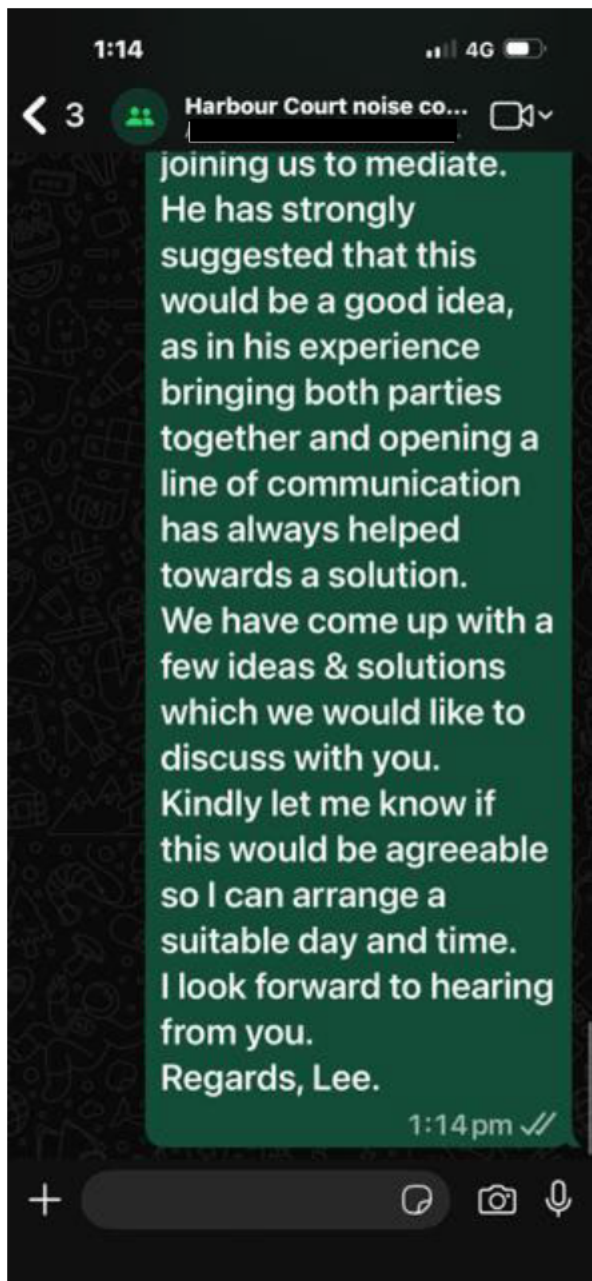 1:14
4G
3
Harbour Court noise co...
joining us to mediate.
He has strongly
suggested that this
would be a good idea,
as in his experience
bringing both parties
together and opening a
line of communication
has always helped
towards a solution.
We have come up with a
few ideas & solutions
which we would like to
discuss with you.
Kindly let me know if
this would be agreeable
so I can arrange a
suitable day and time.
I look forward to hearing
from you.
Regards, Lee.
1:14pm